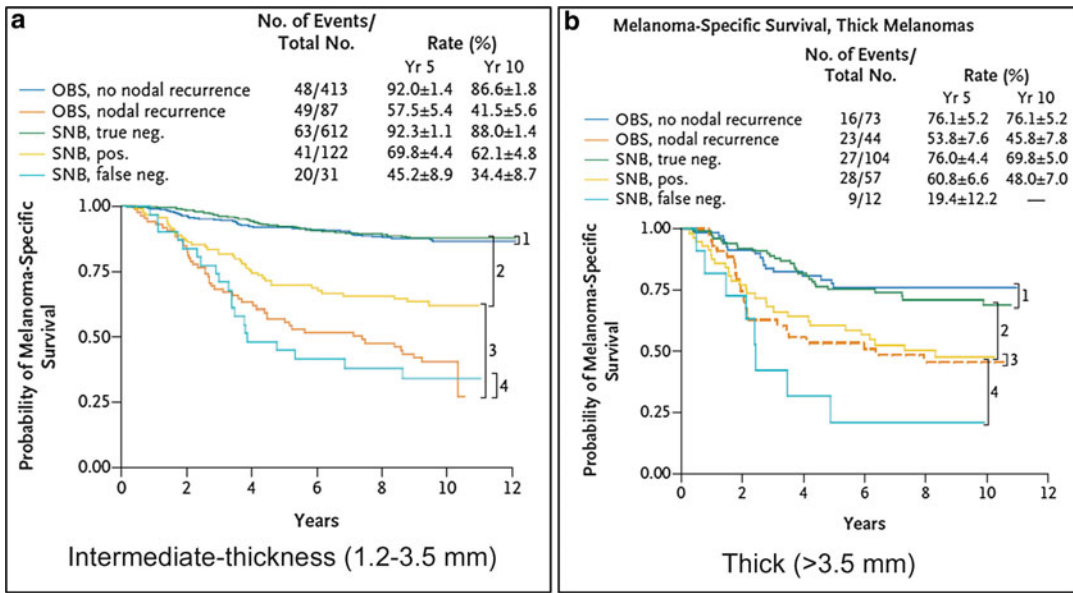 a
No. of Events/
Total No. Rate (%)
Yr 5 Yr 10
OBS, no nodal recurrence 48/413 92.0±1.4 86.6±1.8
OBS, nodal recurrence 49/87 57.5±5.4 41.5±5.6
SNB, true neg. 63/612 92.3±1.1 88.0±1.4
SNB, pos. 41/122 69.8±4.4 62.1±4.8
SNB, false neg. 20/31 45.2±8.9 34.4±8.7
Probability of Melanoma-Specific
Survival
1.00
0.75
0.50
0.25
0.00
1
2
3
4
0 2 4 6 8 10 12
Years
Intermediate-thickness (1.2-3.5 mm)
b Melanoma-Specific Survival, Thick Melanomas
No. of Events/
Total No. Rate (%)
Yr 5 Yr 10
OBS, no nodal recurrence 16/73 76.1±5.2 76.1±5.2
OBS, nodal recurrence 23/44 53.8±7.6 45.8±7.8
SNB, true neg. 27/104 76.0±4.4 69.8±5.0
SNB, pos. 28/57 60.8±6.6 48.0±7.0
SNB, false neg. 9/12 19.4±12.2 —
Probability of Melanoma-Specific
Survival
1.00
0.75
0.50
0.25
0.00
1
2
3
4
0 2 4 6 8 10 12
Years
Thick (>3.5 mm)